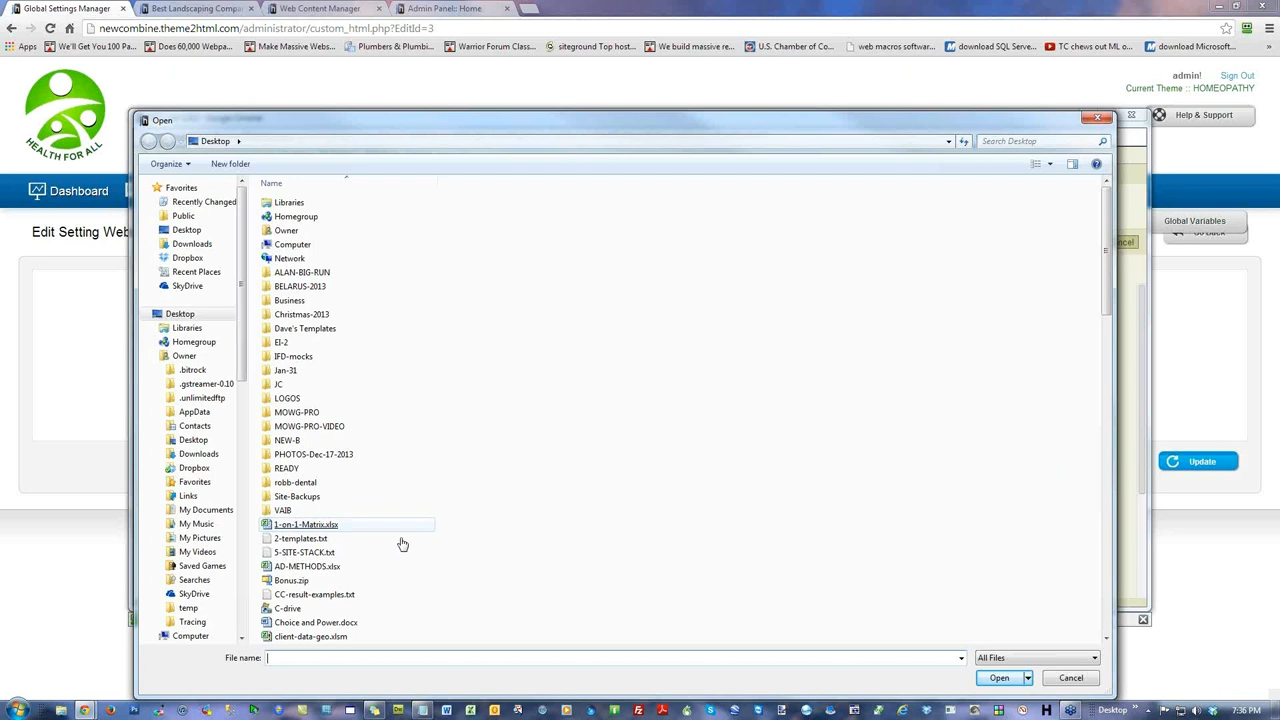 Global Settings Manager
Best Landscaping Compa
Web Content Manager
Admin Panel:: Home
newcombine.theme2html.com/administrator/custom_html.php?EditId=3
Apps
We'll Get You 100 Pa...
Does 60,000 Webpa...
Make Massive Webs...
Plumbers & Plumbi...
Warrior Forum Class...
siteground Top host...
We build massive re...
U.S. Chamber of Co...
web macros softwar...
download SQL Serve...
TC chews out ML o...
download Microsoft...
HEALTH FOR ALL
admin!
Sign Out
Current Theme :: HOMEOPATHY
Help & Support
Dashboard
Edit Setting Web
Global Variables
Go Back
ncel
Update
Open
Desktop
Search Desktop
Organize
New folder
Favorites
Recently Changed
Public
Desktop
Downloads
Dropbox
Recent Places
SkyDrive
Desktop
Libraries
Homegroup
Owner
.bitrock
.gstreamer-0.10
.unlimitedftp
AppData
Contacts
Desktop
Downloads
Dropbox
Favorites
Links
My Documents
My Music
My Pictures
My Videos
Saved Games
Searches
SkyDrive
temp
Tracing
Computer
Name
Libraries
Homegroup
Owner
Computer
Network
ALAN-BIG-RUN
BELARUS-2013
Business
Christmas-2013
Dave's Templates
EI-2
IFD-mocks
Jan-31
JC
LOGOS
MOWG-PRO
MOWG-PRO-VIDEO
NEW-B
PHOTOS-Dec-17-2013
READY
robb-dental
Site-Backups
VAIB
1-on-1-Matrix.xlsx
2-templates.txt
5-SITE-STACK.txt
AD-METHODS.xlsx
Bonus.zip
CC-result-examples.txt
C-drive
Choice and Power.docx
client-data-geo.xlsm
File name:
All Files
Open
Cancel
Desktop
7:36 PM